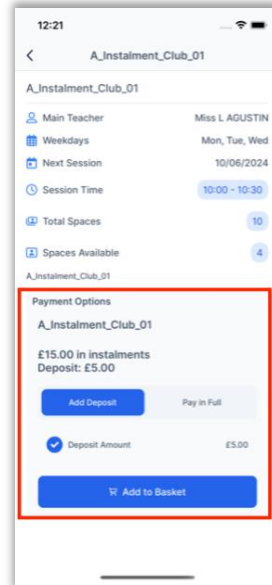 12:21
A_Instalment_Club_01
A_Instalment_Club_01
Main Teacher Miss L AGUSTIN
Weekdays Mon, Tue, Wed
Next Session 10/06/2024
Session Time 10:00 - 10:30
Total Spaces 10
Spaces Available 4
A_Instalment_Club_01
Payment Options
A_Instalment_Club_01
£15.00 in instalments
Deposit: £5.00
Add Deposit Pay in Full
Deposit Amount £5.00
Add to Basket